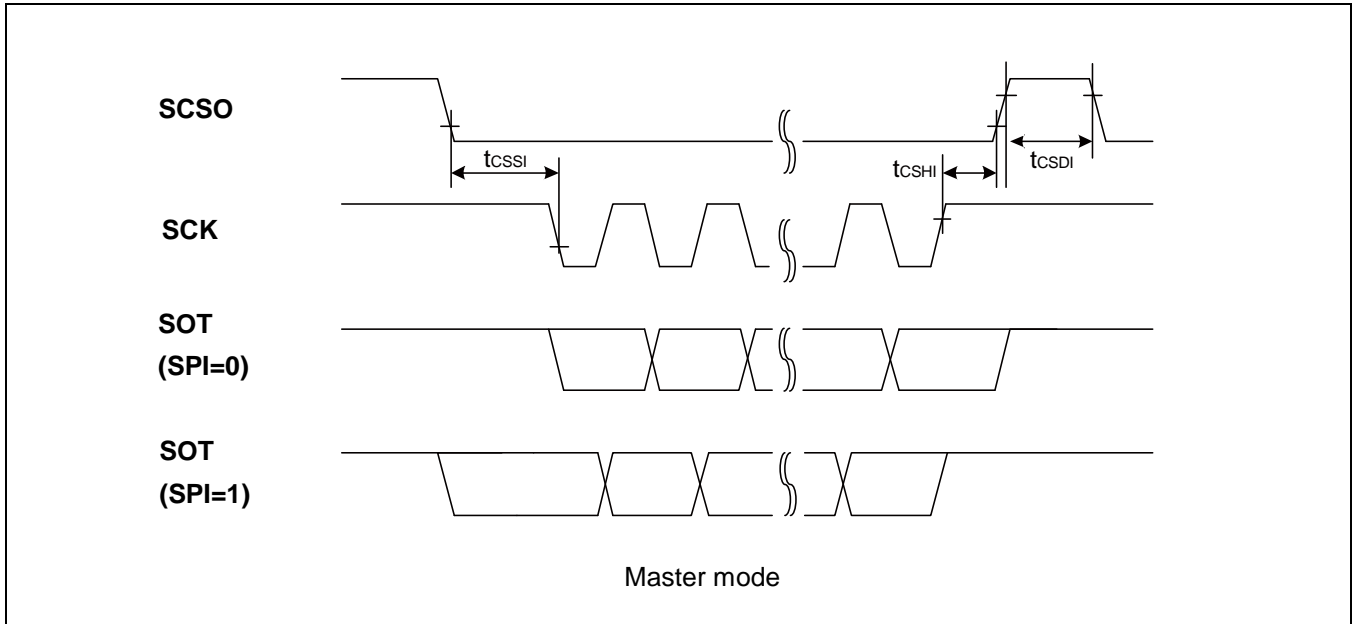 SCSO
tCSSI
tCSHI
tCSDI
SCK
SOT
(SPI=0)
SOT
(SPI=1)
Master mode